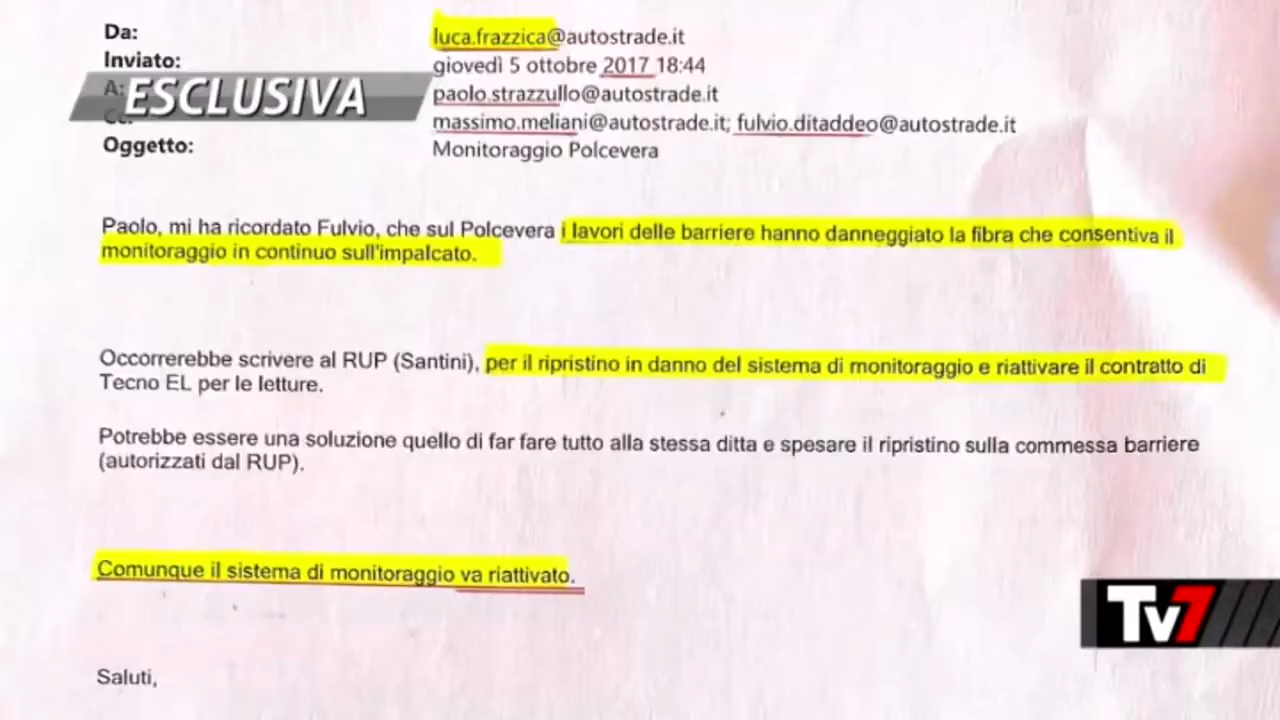 Da: luca.frazzica@autostrade.it
Inviato: giovedì 5 ottobre 2017 18:44
A: paolo.strazzullo@autostrade.it
ESCLUSIVA
Cc: massimo.meliani@autostrade.it; fulvio.ditaddeo@autostrade.it
Oggetto: Monitoraggio Polcevera
Paolo, mi ha ricordato Fulvio, che sul Polcevera i lavori delle barriere hanno danneggiato la fibra che consentiva il
monitoraggio in continuo sull'impalcato.
Occorrerebbe scrivere al RUP (Santini), per il ripristino in danno del sistema di monitoraggio e riattivare il contratto di
Tecno EL per le letture.
Potrebbe essere una soluzione quello di far fare tutto alla stessa ditta e spesare il ripristino sulla commessa barriere
(autorizzati dal RUP).
Comunque il sistema di monitoraggio va riattivato.
Tv7
Saluti,